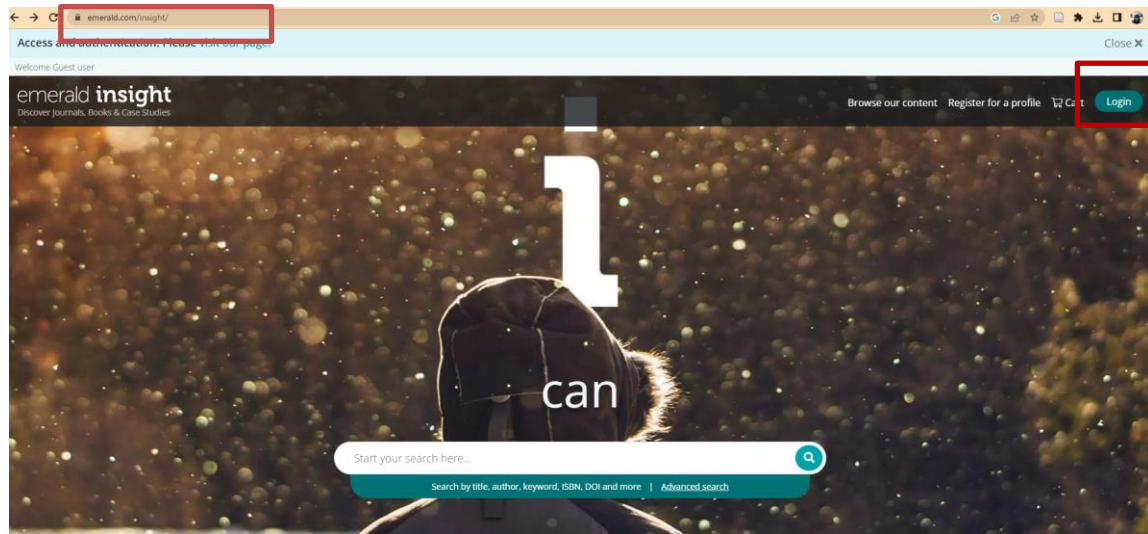 emerald.com/insight/
Access and authentication. Please visit our page.
Close ✕
Welcome Guest user
emerald insight
Discover Journals, Books & Case Studies
Browse our content Register for a profile Cart Login
i
can
Start your search here...
Search by title, author, keyword, ISBN, DOI and more | Advanced search